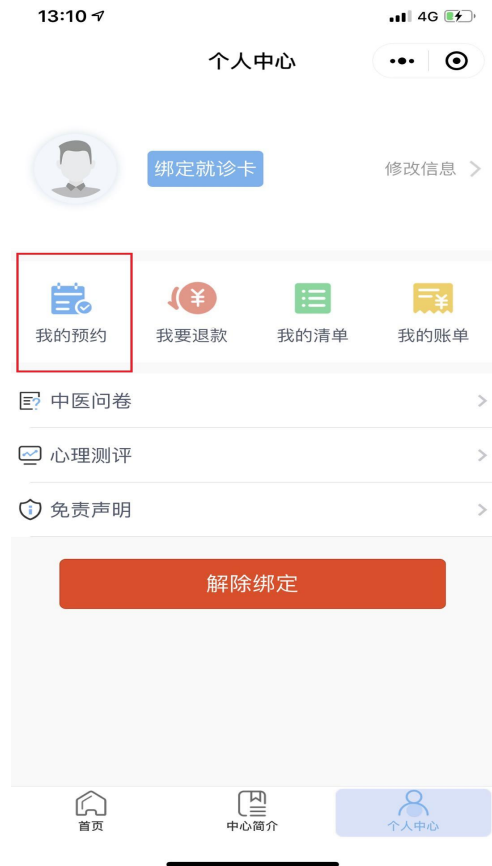 13:10
4G
个人中心
绑定就诊卡
修改信息
我的预约
我要退款
我的清单
我的账单
中医问卷
心理测评
免责声明
解除绑定
首页
中心简介
个人中心